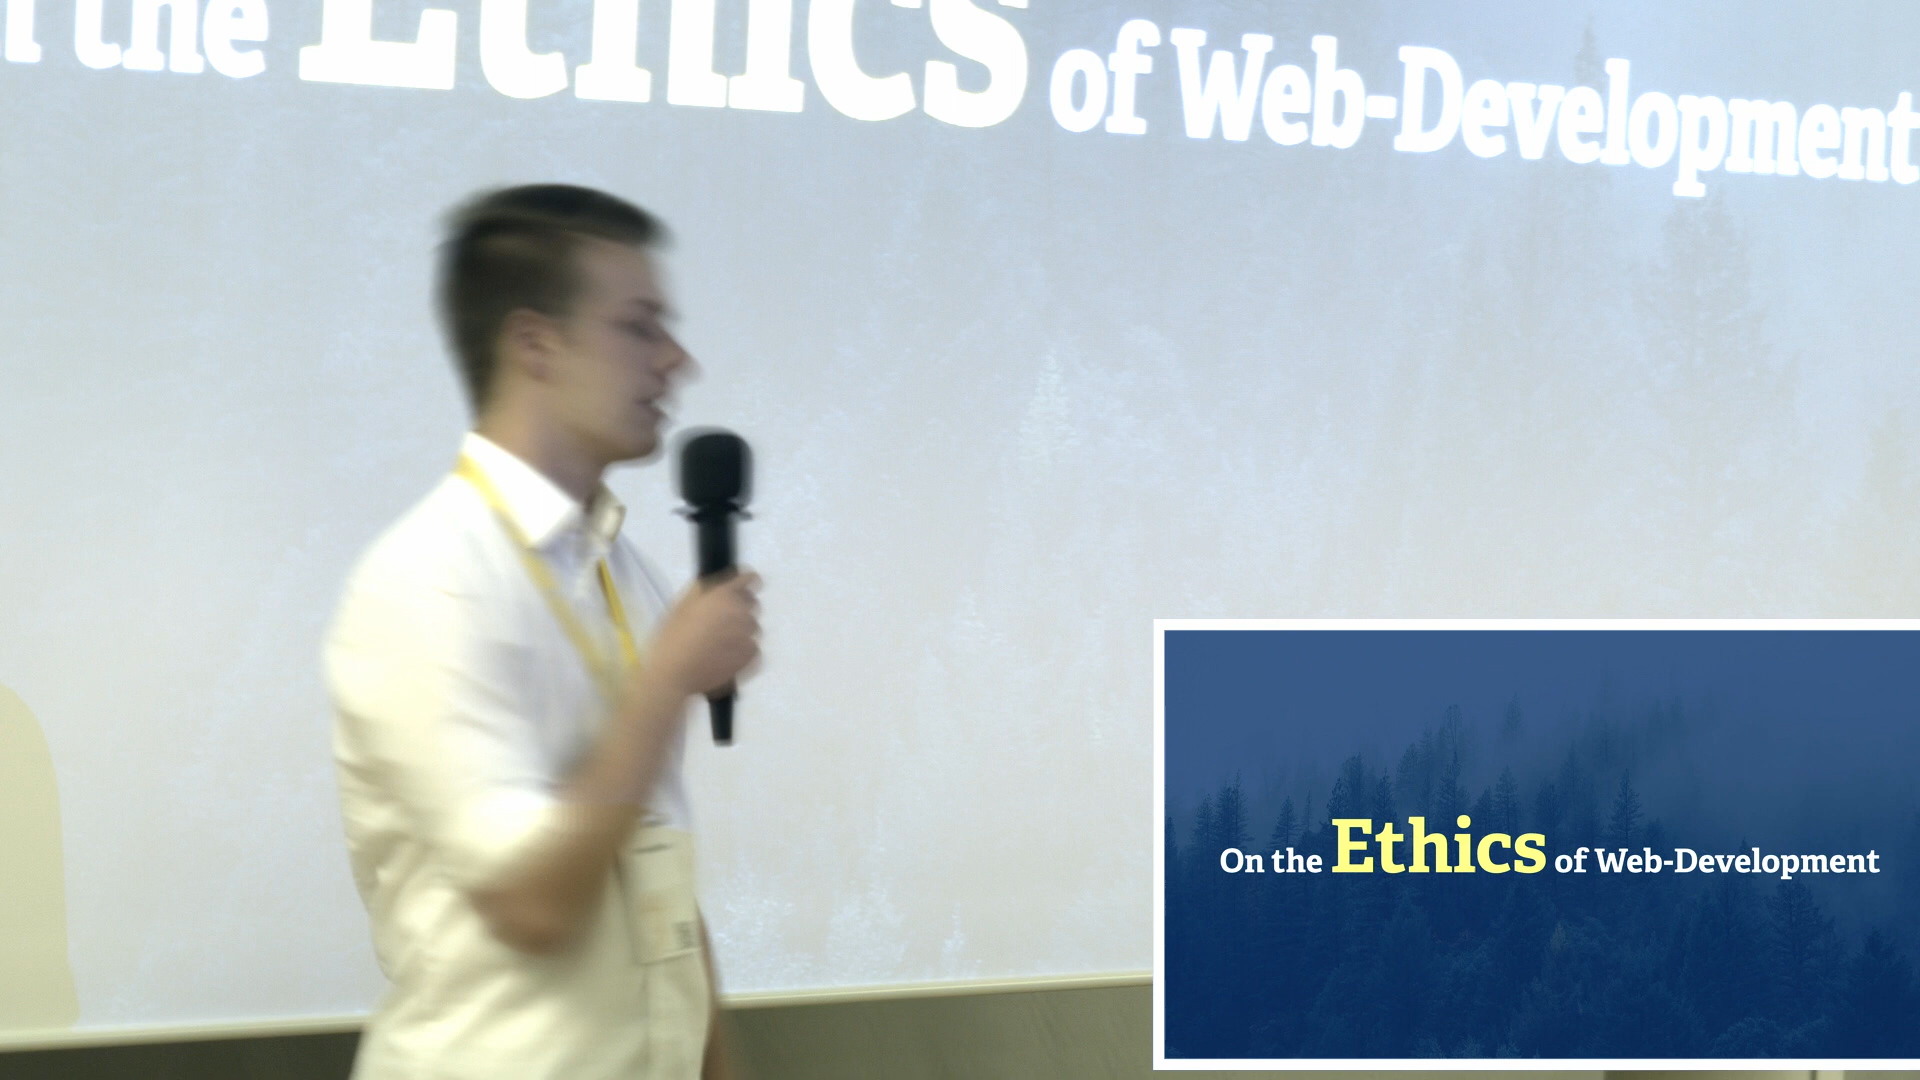 the Ethics of Web-Development
On the Ethics of Web-Development